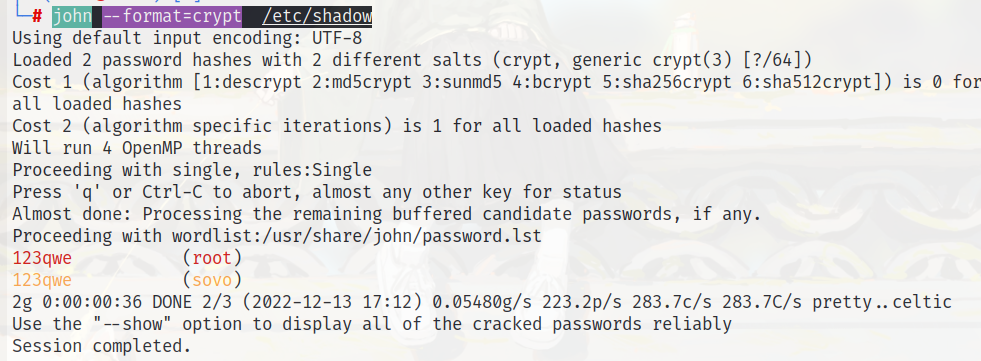 └─# john --format=crypt /etc/shadow
Using default input encoding: UTF-8
Loaded 2 password hashes with 2 different salts (crypt, generic crypt(3) [?/64])
Cost 1 (algorithm [1:descrypt 2:md5crypt 3:sunmd5 4:bcrypt 5:sha256crypt 6:sha512crypt]) is 0 for
all loaded hashes
Cost 2 (algorithm specific iterations) is 1 for all loaded hashes
Will run 4 OpenMP threads
Proceeding with single, rules:Single
Press 'q' or Ctrl-C to abort, almost any other key for status
Almost done: Processing the remaining buffered candidate passwords, if any.
Proceeding with wordlist:/usr/share/john/password.lst
123qwe (root)
123qwe (sovo)
2g 0:00:00:36 DONE 2/3 (2022-12-13 17:12) 0.05480g/s 223.2p/s 283.7c/s 283.7C/s pretty..celtic
Use the "--show" option to display all of the cracked passwords reliably
Session completed.